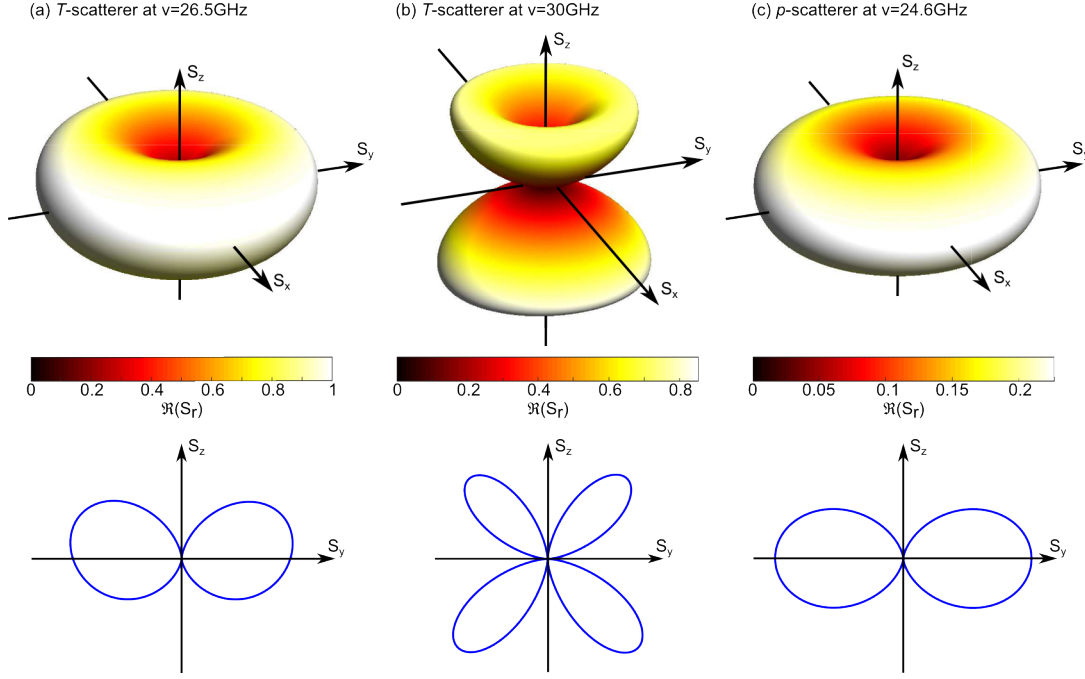 (a) T-scatterer at ν=26.5GHz
(b) T-scatterer at ν=30GHz
(c) p-scatterer at ν=24.6GHz
Sz
Sy
Sx
Sz
Sy
Sx
Sz
Sx
0 0.2 0.4 0.6 0.8 1
ℜ(Sr)
0 0.2 0.4 0.6 0.8
ℜ(Sr)
0 0.05 0.1 0.15 0.2
ℜ(Sr)
Sz
Sy
Sz
Sy
Sz
Sy